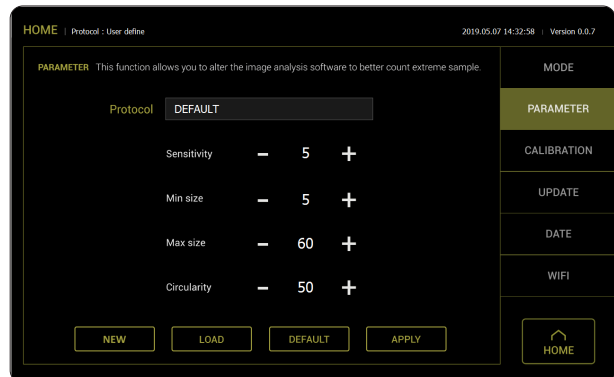 HOME | Protocol : User define 2019.05.07 14:32:58 | Version 0.0.7
PARAMETER This function allows you to alter the image analysis software to better count extreme sample.
MODE
Protocol DEFAULT
PARAMETER
Sensitivity − 5 +
CALIBRATION
Min size − 5 +
UPDATE
Max size − 60 +
DATE
Circularity − 50 +
WIFI
NEW LOAD DEFAULT APPLY
HOME